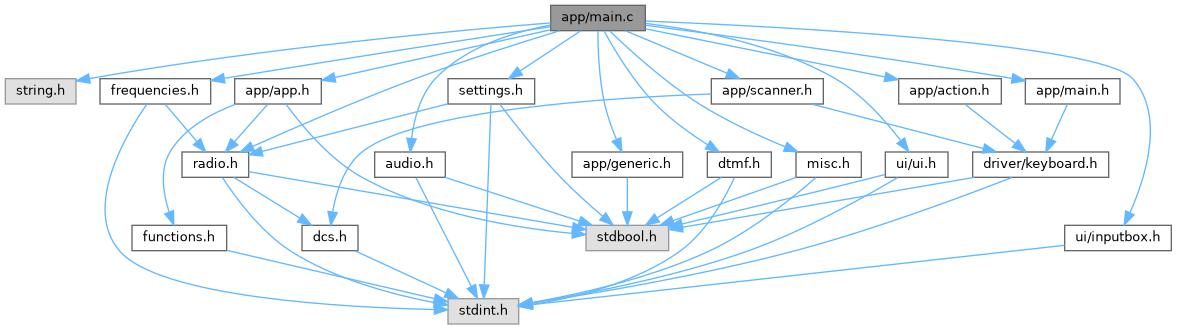 app/main.c
string.h
frequencies.h
app/app.h
settings.h
app/scanner.h
app/action.h
app/main.h
radio.h
audio.h
app/generic.h
dtmf.h
misc.h
ui/ui.h
driver/keyboard.h
functions.h
dcs.h
stdbool.h
ui/inputbox.h
stdint.h